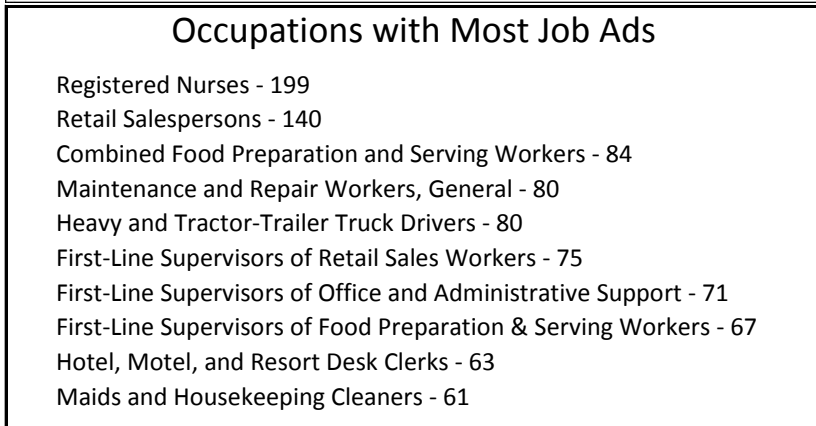 Occupations with Most Job Ads
Registered Nurses - 199
Retail Salespersons - 140
Combined Food Preparation and Serving Workers - 84
Maintenance and Repair Workers, General - 80
Heavy and Tractor-Trailer Truck Drivers - 80
First-Line Supervisors of Retail Sales Workers - 75
First-Line Supervisors of Office and Administrative Support - 71
First-Line Supervisors of Food Preparation & Serving Workers - 67
Hotel, Motel, and Resort Desk Clerks - 63
Maids and Housekeeping Cleaners - 61